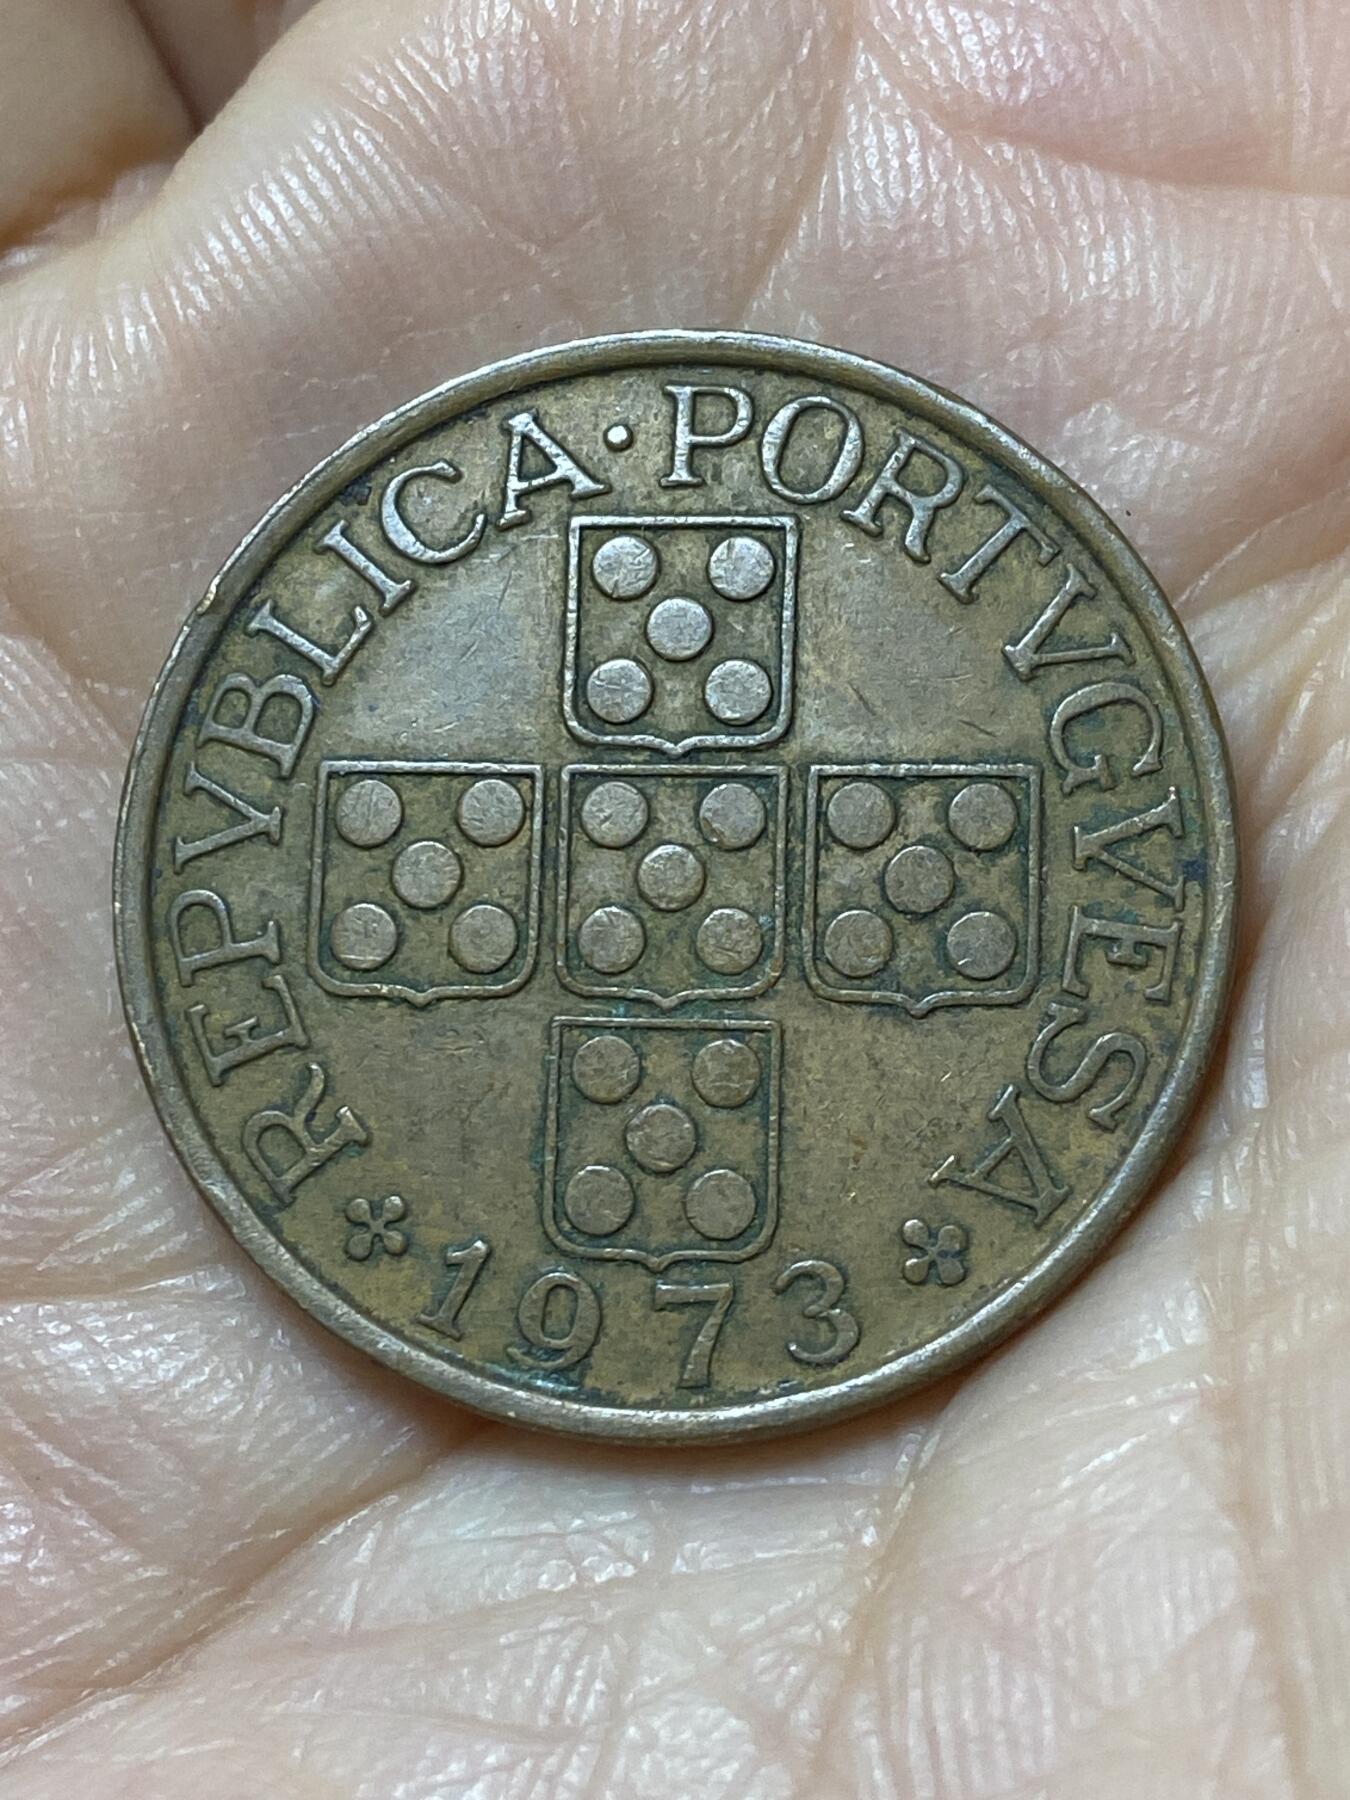 REPVBLICA · PORTVGVESA
1973